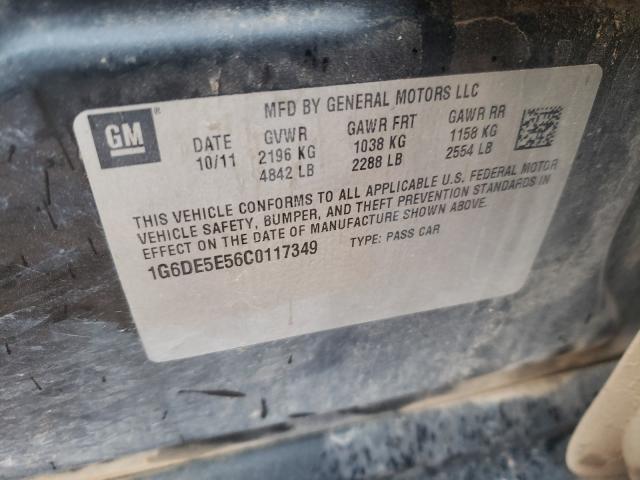 GM®
MFD BY GENERAL MOTORS LLC
DATE GVWR GAWR FRT GAWR RR
10/11 2196 KG 1038 KG 1158 KG
4842 LB 2288 LB 2554 LB
THIS VEHICLE CONFORMS TO ALL APPLICABLE U.S. FEDERAL MOTOR
VEHICLE SAFETY, BUMPER, AND THEFT PREVENTION STANDARDS IN
EFFECT ON THE DATE OF MANUFACTURE SHOWN ABOVE.
1G6DE5E56C0117349 TYPE: PASS CAR